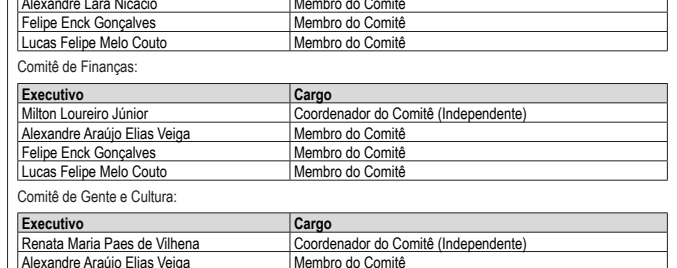 Alexandre Lara Nicácio Membro do Comitê
Felipe Enck Gonçalves Membro do Comitê
Lucas Felipe Melo Couto Membro do Comitê
Comitê de Finanças:
Executivo Cargo
Milton Loureiro Júnior Coordenador do Comitê (Independente)
Alexandre Araújo Elias Veiga Membro do Comitê
Felipe Enck Gonçalves Membro do Comitê
Lucas Felipe Melo Couto Membro do Comitê
Comitê de Gente e Cultura:
Executivo Cargo
Renata Maria Paes de Vilhena Coordenador do Comitê (Independente)
Alexandre Araújo Elias Veiga Membro do Comitê